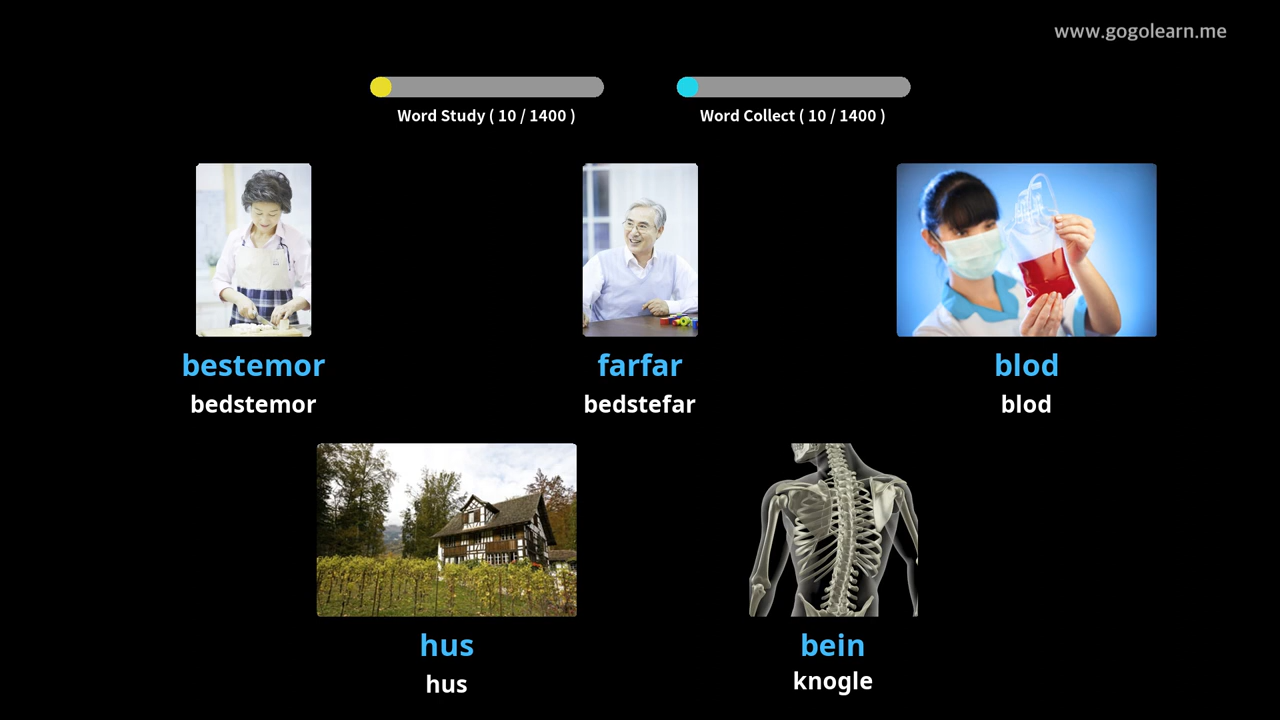 www.gogolearn.me
Word Study ( 10 / 1400 )
Word Collect ( 10 / 1400 )
bestemor
bedstemor
farfar
bedstefar
blod
blod
hus
hus
bein
knogle